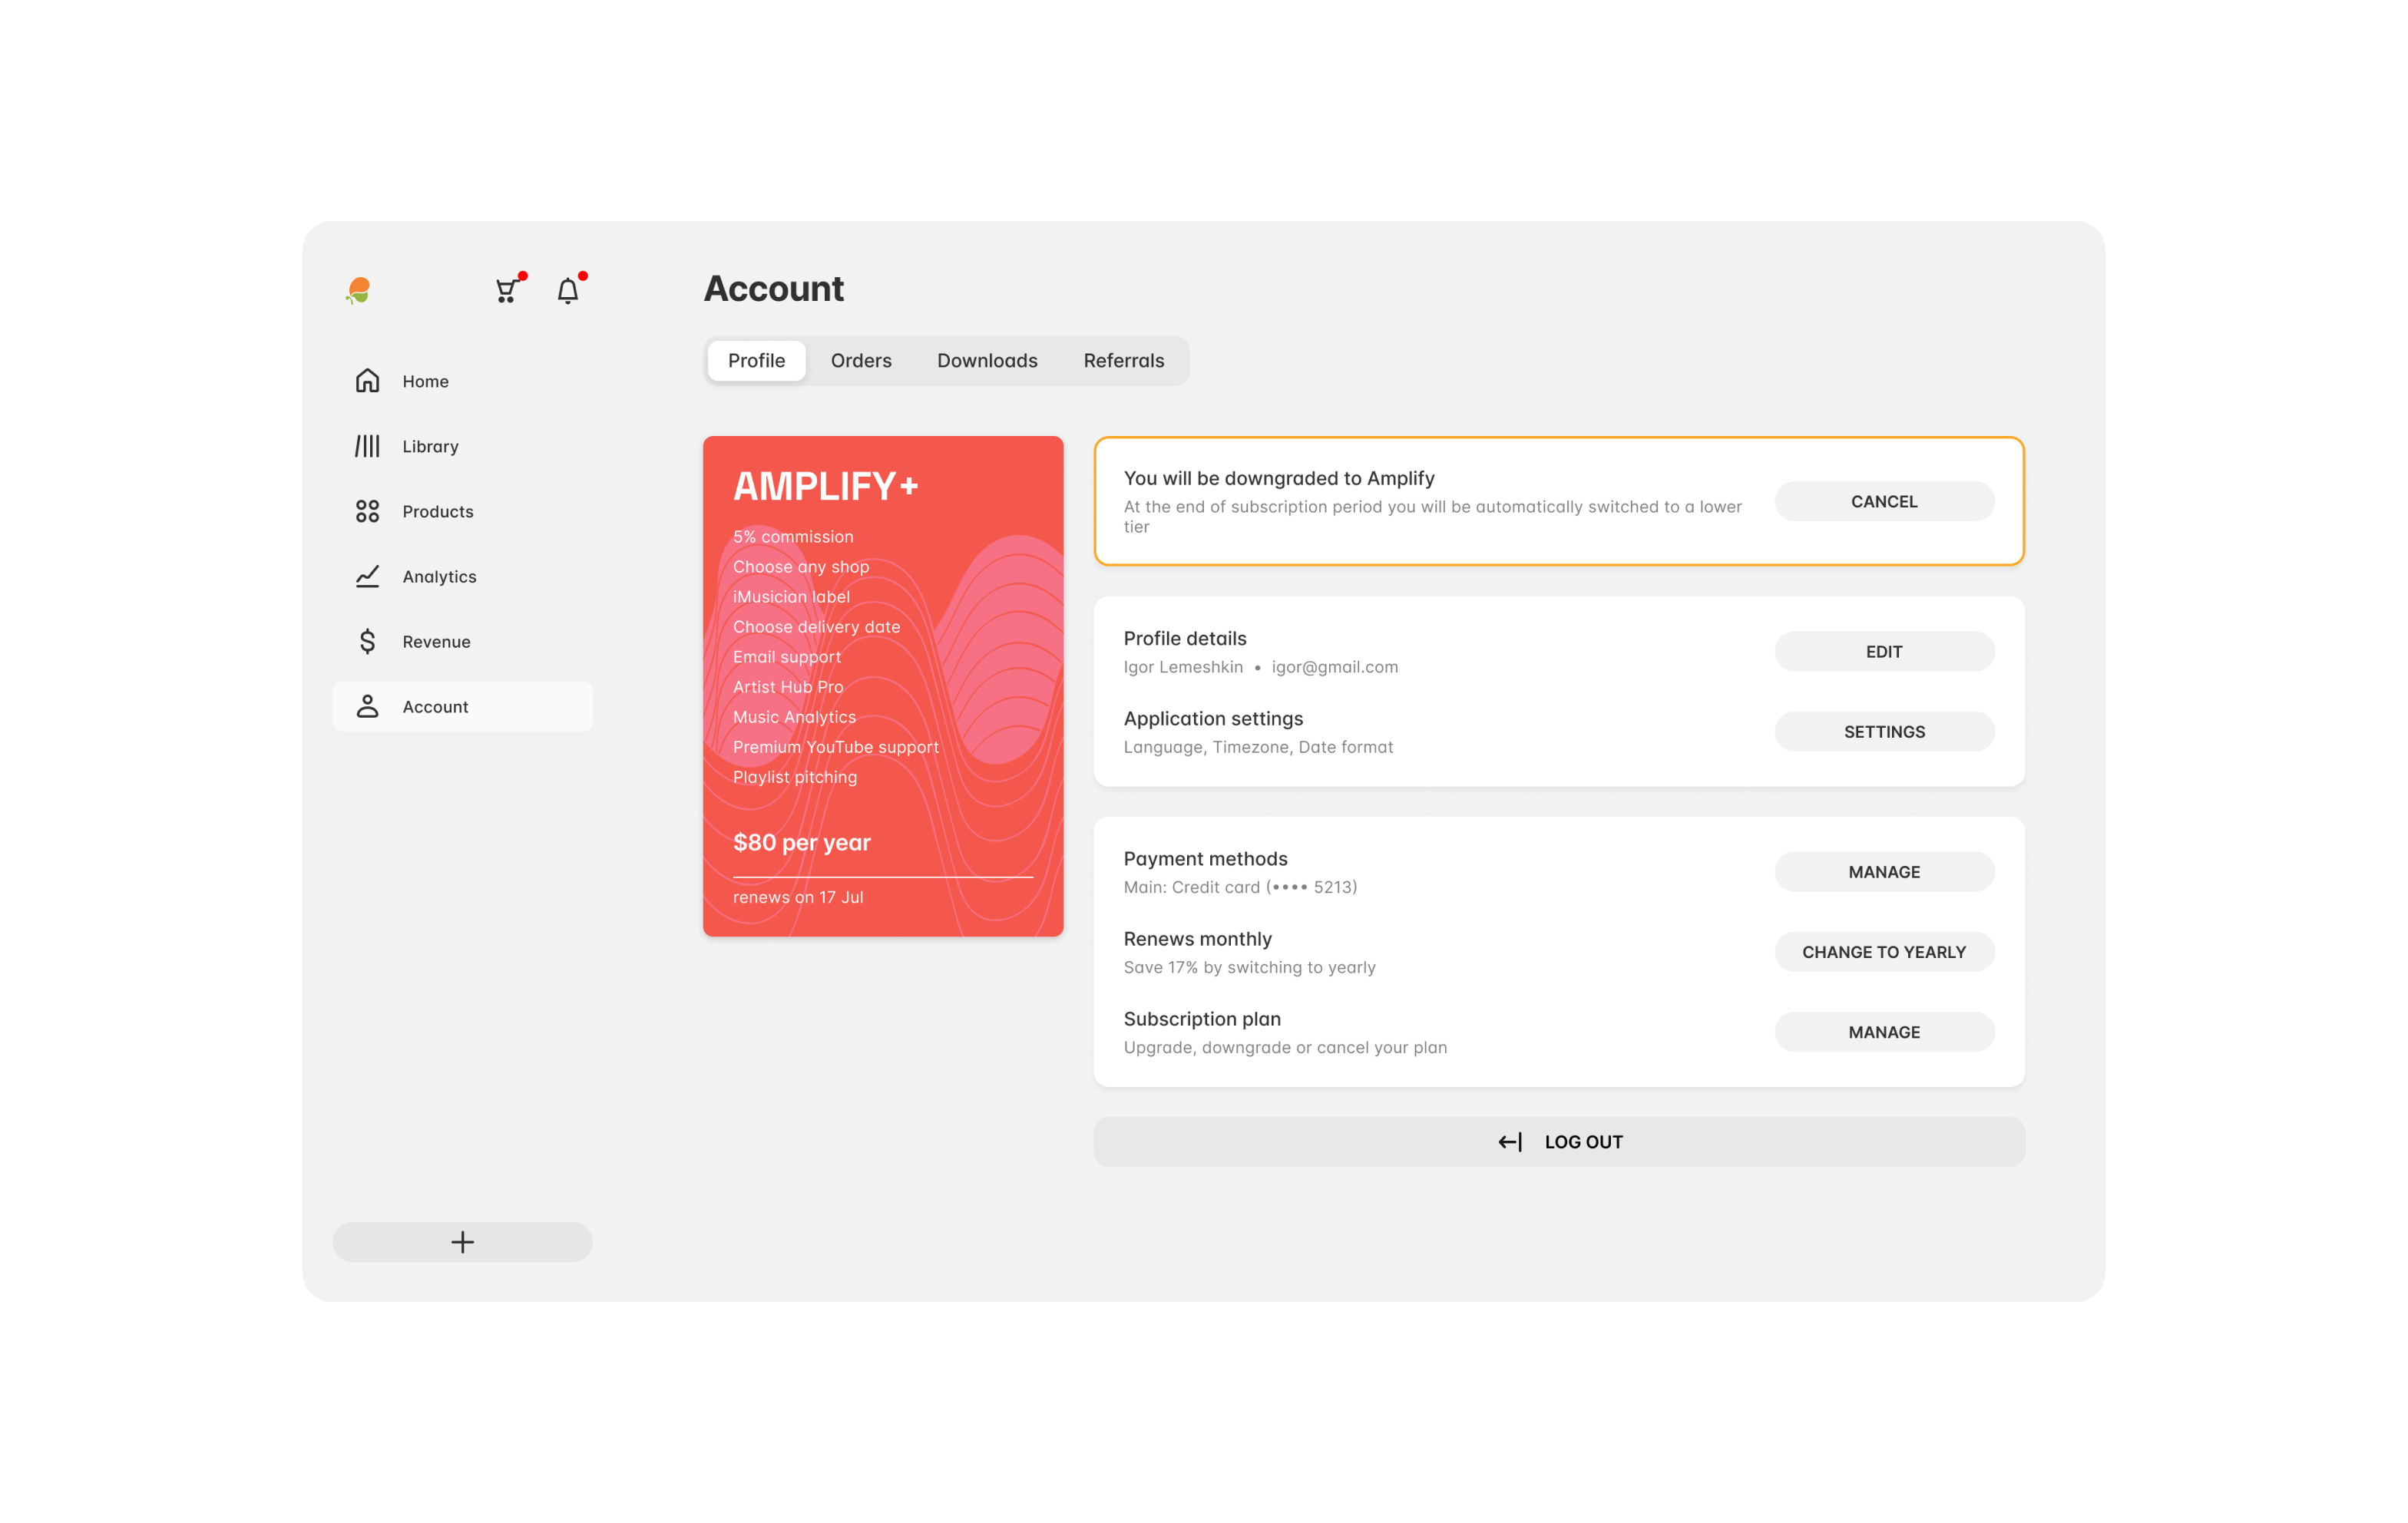 Account
Home
Library
Products
Analytics
Revenue
Account
Profile
Orders
Downloads
Referrals
AMPLIFY+
5% commission
Choose any shop
iMusician label
Choose delivery date
Email support
Artist Hub Pro
Music Analytics
Premium YouTube support
Playlist pitching
$80 per year
renews on 17 Jul
You will be downgraded to Amplify
At the end of subscription period you will be automatically switched to a lower
tier
CANCEL
Profile details
Igor Lemeshkin • igor@gmail.com
EDIT
Application settings
Language, Timezone, Date format
SETTINGS
Payment methods
Main: Credit card (•••• 5213)
MANAGE
Renews monthly
Save 17% by switching to yearly
CHANGE TO YEARLY
Subscription plan
Upgrade, downgrade or cancel your plan
MANAGE
LOG OUT